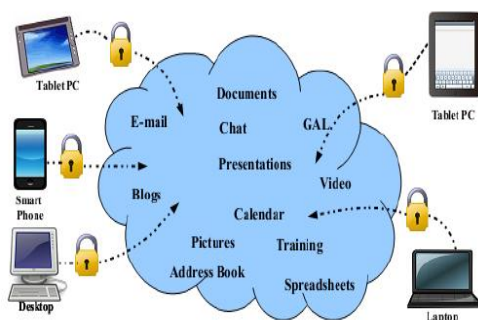 Tablet PC
Tablet PC
Documents
E-mail
Chat
GAL
Presentations
Smart
Phone
Blogs
Video
Calendar
Pictures
Training
Address Book
Spreadsheets
Desktop
Laptop